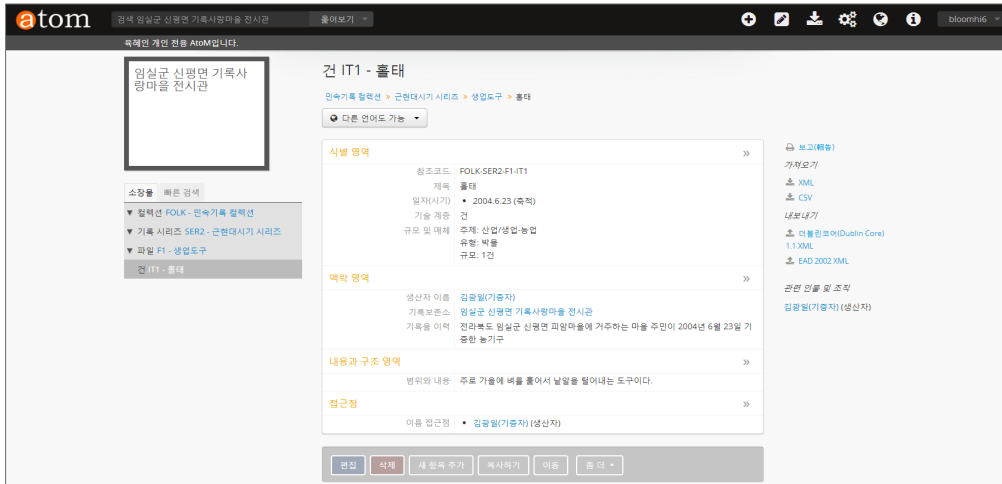 atom
검색 임실군 신평면 기록사랑마을 전시관
훑어보기
bloomhi6
육혜인 개인 전용 AtoM입니다.
임실군 신평면 기록사
랑마을 전시관
소장물 빠른 검색
▼ 컬렉션 FOLK - 민속기록 컬렉션
▼ 기록 시리즈 SER2 - 근현대시기 시리즈
▼ 파일 F1 - 생업도구
건 IT1 - 홀태
건 IT1 - 홀태
민속기록 컬렉션 » 근현대시기 시리즈 » 생업도구 » 홀태
다른 언어도 가능
식별 영역 »
참조코드 FOLK-SER2-F1-IT1
제목 홀태
일자(시기) • 2004.6.23 (축적)
기술 계층 건
규모 및 매체 주제: 산업/생업-농업
유형: 박물
규모: 1건
맥락 영역 »
생산자 이름 김광일(기증자)
기록보존소 임실군 신평면 기록사랑마을 전시관
기록물 이력 전라북도 임실군 신평면 피암마을에 거주하는 마을 주민이 2004년 6월 23일 기
증한 농기구
내용과 구조 영역 »
범위와 내용 주로 가을에 벼를 훑어서 낱알을 털어내는 도구이다.
접근점 »
이름 접근점 • 김광일(기증자) (생산자)
편집 삭제 새 항목 추가 복사하기 이동 좀 더
보고(報告)
가져오기
XML
CSV
내보내기
더블린코어(Dublin Core)
1.1 XML
EAD 2002 XML
관련 인물 및 조직
김광일(기증자) (생산자)